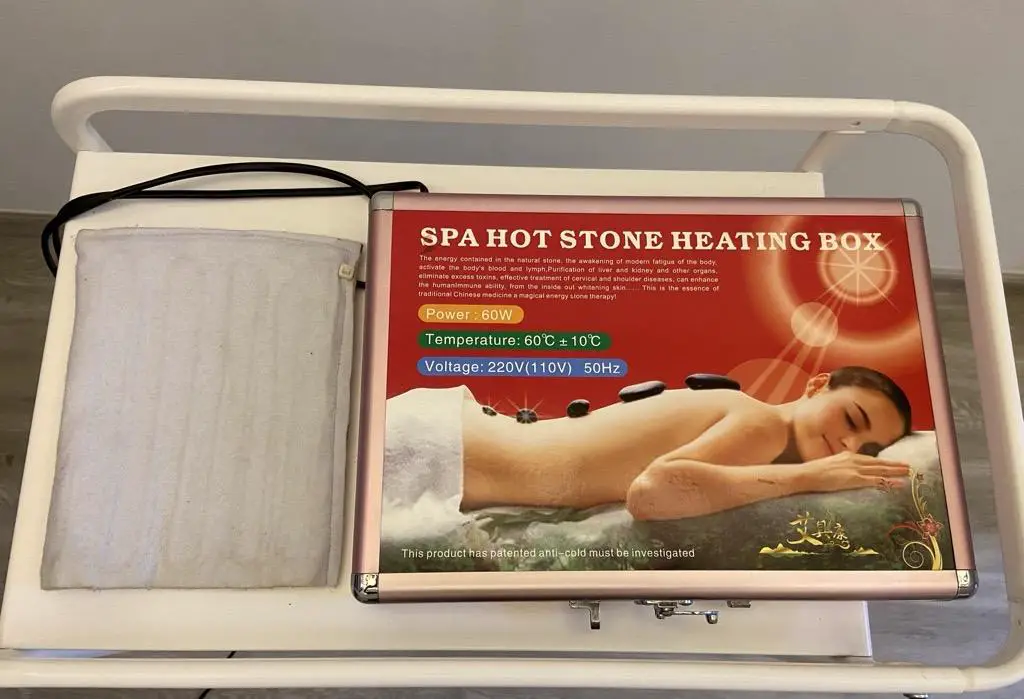 SPA HOT STONE HEATING BOX
The energy contained in the natural stone, the awakening of modern fatigue of the body,
activate the body's blood and lymph,Purification of liver and kidney and other organs,
eliminate excess toxins, effective treatment of cervical and shoulder diseases, can enhance
the humanImmune ability, from the inside out whitening skin...... This is the essence of
traditional Chinese medicine a magical energy stone therapy!
Power : 60W
Temperature: 60℃ ± 10℃
Voltage: 220V(110V) 50Hz
艾具康
This product has patented anti-cold must be investigated